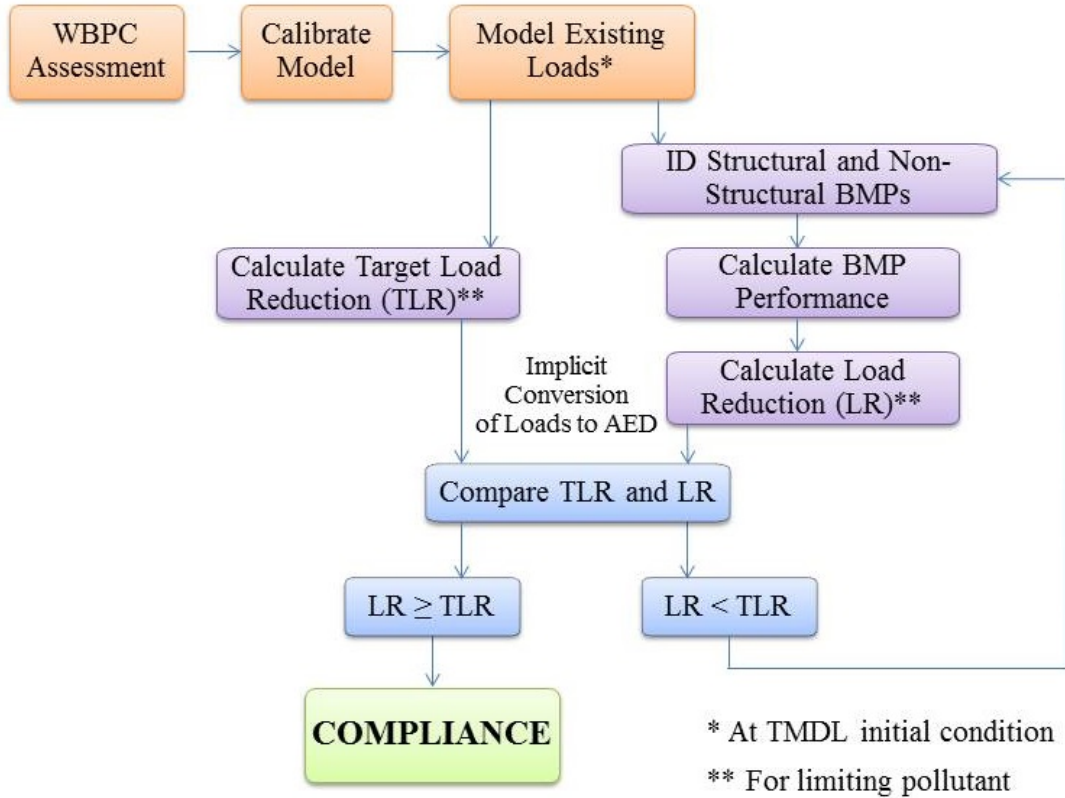 WBPC
Assessment
Calibrate
Model
Model Existing
Loads*
ID Structural and Non-
Structural BMPs
Calculate Target Load
Reduction (TLR)**
Calculate BMP
Performance
Implicit
Conversion
of Loads to AED
Calculate Load
Reduction (LR)**
Compare TLR and LR
LR ≥ TLR
LR < TLR
COMPLIANCE
* At TMDL initial condition
** For limiting pollutant